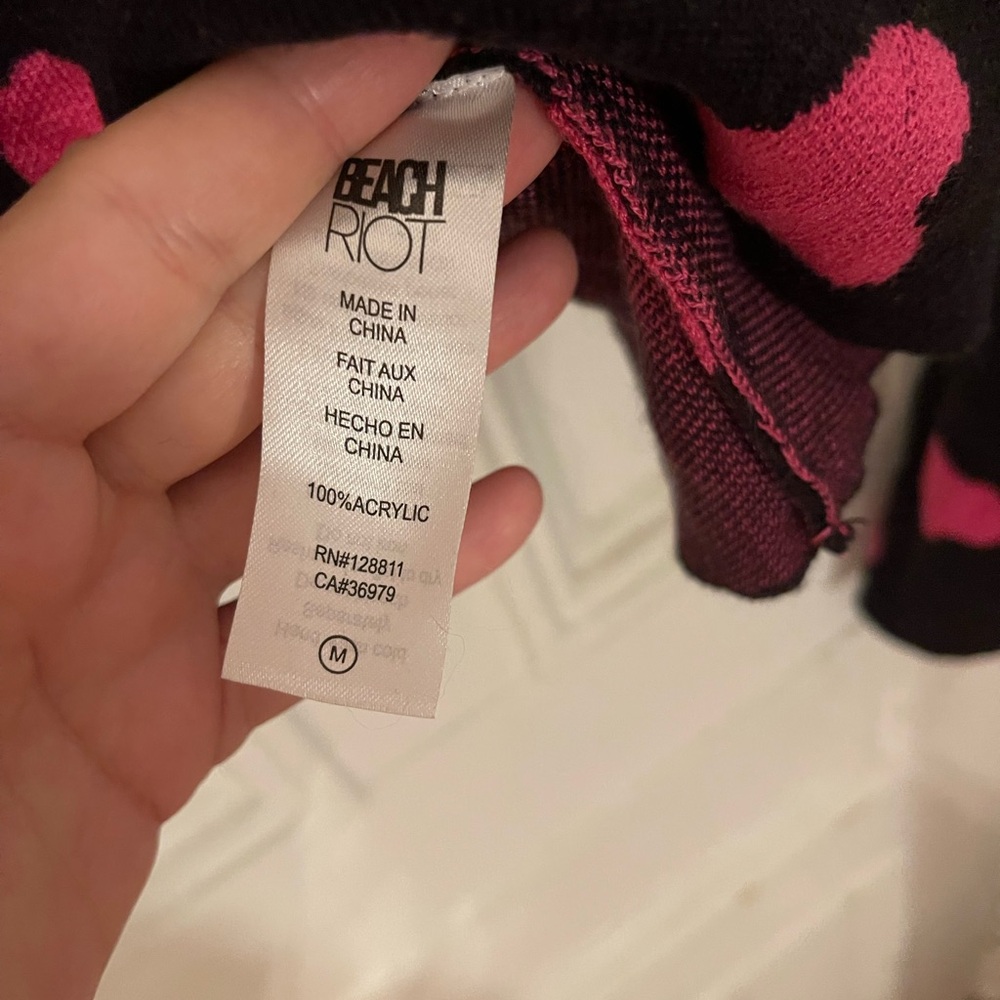 BEACH
RIOT
MADE IN
CHINA
FAIT AUX
CHINA
HECHO EN
CHINA
100%ACRYLIC
RN#128811
CA#36979
M